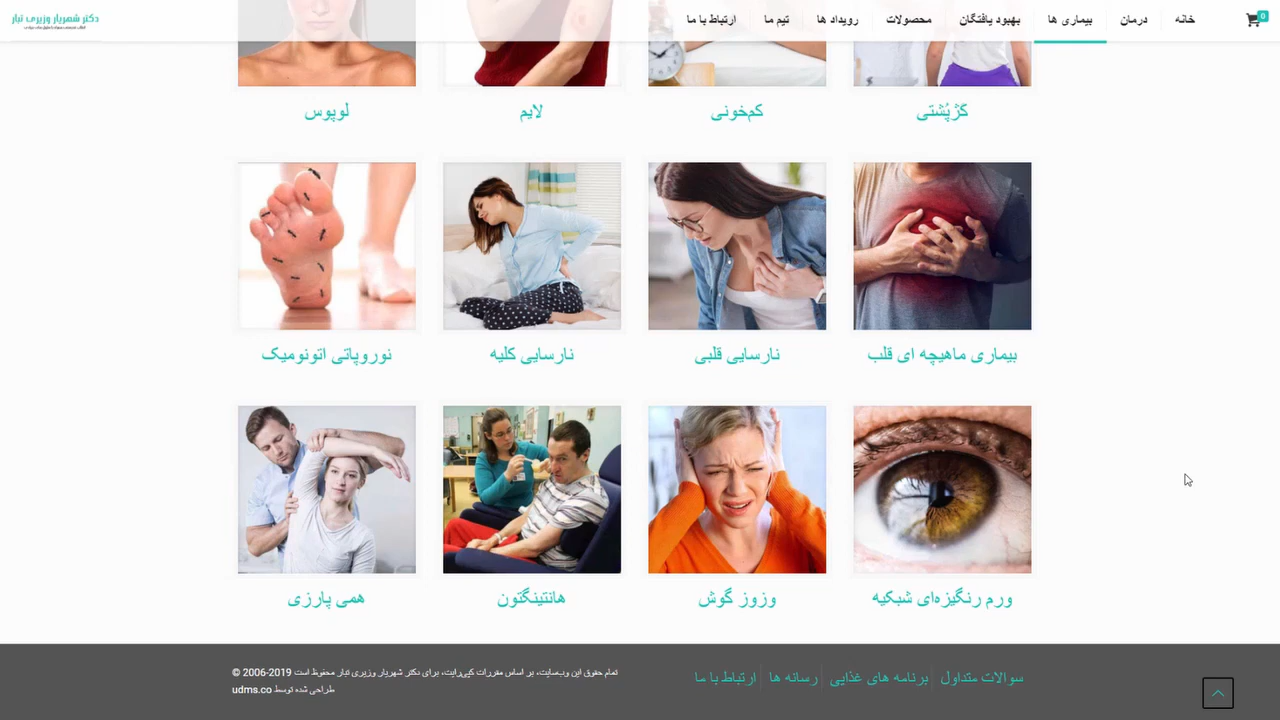 خانه
درمان
بیماری ها
بهبود یافتگان
محصولات
رویداد ها
تیم ما
ارتباط با ما
0
دکتر شهریار وزیری تبار
کژپُشتی
کم‌خونی
لایم
لوپوس
بیماری ماهیچه ای قلب
نارسایی قلبی
نارسایی کلیه
نوروپاتی اتونومیک
ورم رنگیزه‌ای شبکیه
وزوز گوش
هانتینگتون
همی پارزی
سوالات متداول
برنامه های غذایی
رسانه ها
ارتباط با ما
تمام حقوق این وب‌سایت، بر اساس مقررات کپی‌رایت، برای دکتر شهریار وزیری تبار محفوظ است 2019-2006 ©
طراحی شده توسط udms.co